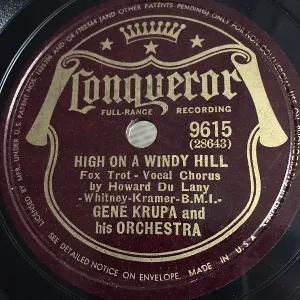 Conqueror
FULL-RANGE RECORDING
9615
(28643)
HIGH ON A WINDY HILL
Fox Trot - Vocal Chorus
by Howard Du Lany
-Whitney-Kramer-B.M.I.-
GENE KRUPA and
his ORCHESTRA
SEE DETAILED NOTICE ON ENVELOPE. MADE IN U.S.A.